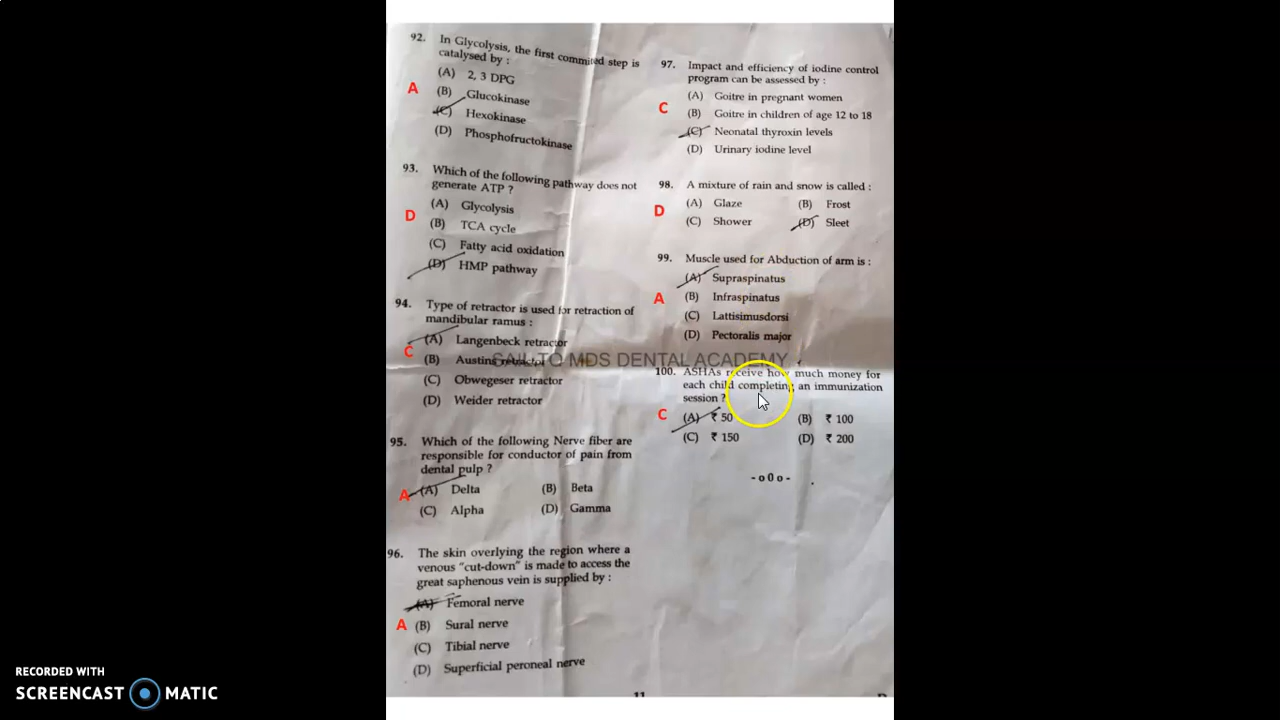 92. In Glycolysis, the first commited step is
catalysed by :
(A) 2, 3 DPG
A
(B) Glucokinase
(C) Hexokinase
(D) Phosphofructokinase
93. Which of the following pathway does not
generate ATP ?
(A) Glycolysis
D
(B) TCA cycle
(C) Fatty acid oxidation
(D) HMP pathway
94. Type of retractor is used for retraction of
mandibular ramus :
(A) Langenbeck retractor
C
(B) Austins retractor
(C) Obwegeser retractor
(D) Weider retractor
95. Which of the following Nerve fiber are
responsible for conductor of pain from
dental pulp ?
A (A) Delta (B) Beta
(C) Alpha (D) Gamma
96. The skin overlying the region where a
venous "cut-down" is made to access the
great saphenous vein is supplied by :
(A) Femoral nerve
A (B) Sural nerve
(C) Tibial nerve
(D) Superficial peroneal nerve
97. Impact and efficiency of iodine control
program can be assessed by :
(A) Goitre in pregnant women
C
(B) Goitre in children of age 12 to 18
(C) Neonatal thyroxin levels
(D) Urinary iodine level
98. A mixture of rain and snow is called :
(A) Glaze (B) Frost
D
(C) Shower (D) Sleet
99. Muscle used for Abduction of arm is :
(A) Supraspinatus
A (B) Infraspinatus
(C) Lattisimusdorsi
(D) Pectoralis major
SAIL TO MDS DENTAL ACADEMY
100. ASHAs receive how much money for
each child completing an immunization
session ?
C (A) ₹ 50 (B) ₹ 100
(C) ₹ 150 (D) ₹ 200
- o 0 o -
11
RECORDED WITH
SCREENCAST MATIC